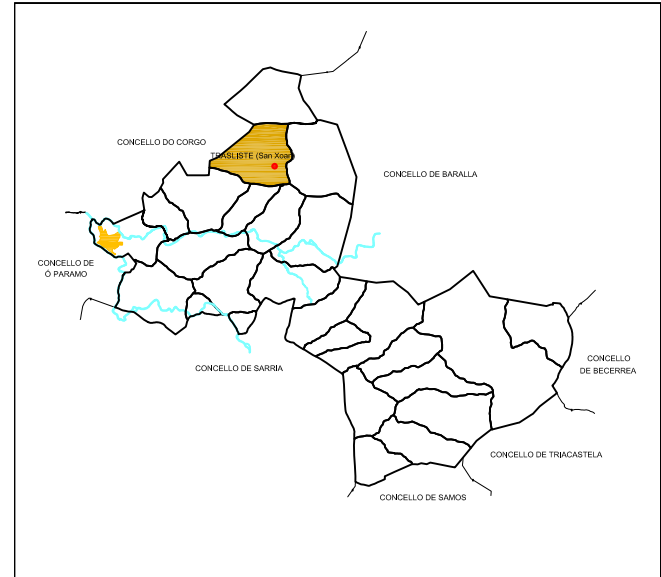 CONCELLO DO CORGO
TRASLISTE (San Xoan)
CONCELLO DE BARALLA
CONCELLO DE
Ó PARAMO
CONCELLO DE SARRIA
CONCELLO
DE BECERREA
CONCELLO DE TRIACASTELA
CONCELLO DE SAMOS